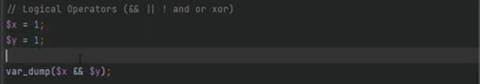 // Logical Operators (&& || ! and or xor)
$x = 1;
$y = 1;
var_dump($x && $y);